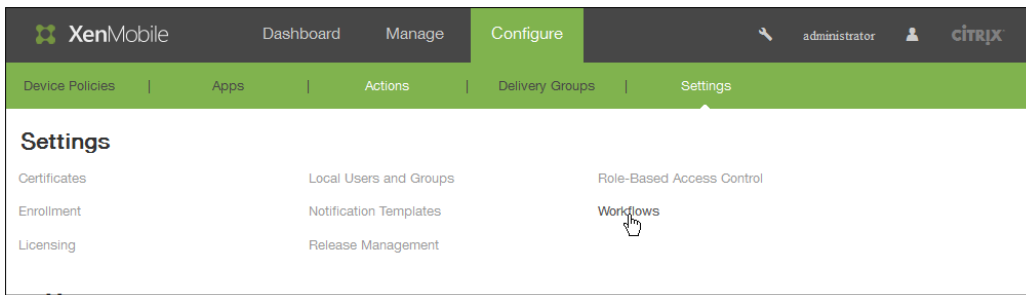 XenMobile Dashboard Manage Configure administrator CITRIX
Device Policies | Apps | Actions | Delivery Groups | Settings
Settings
Certificates Local Users and Groups Role-Based Access Control
Enrollment Notification Templates Workflows
Licensing Release Management